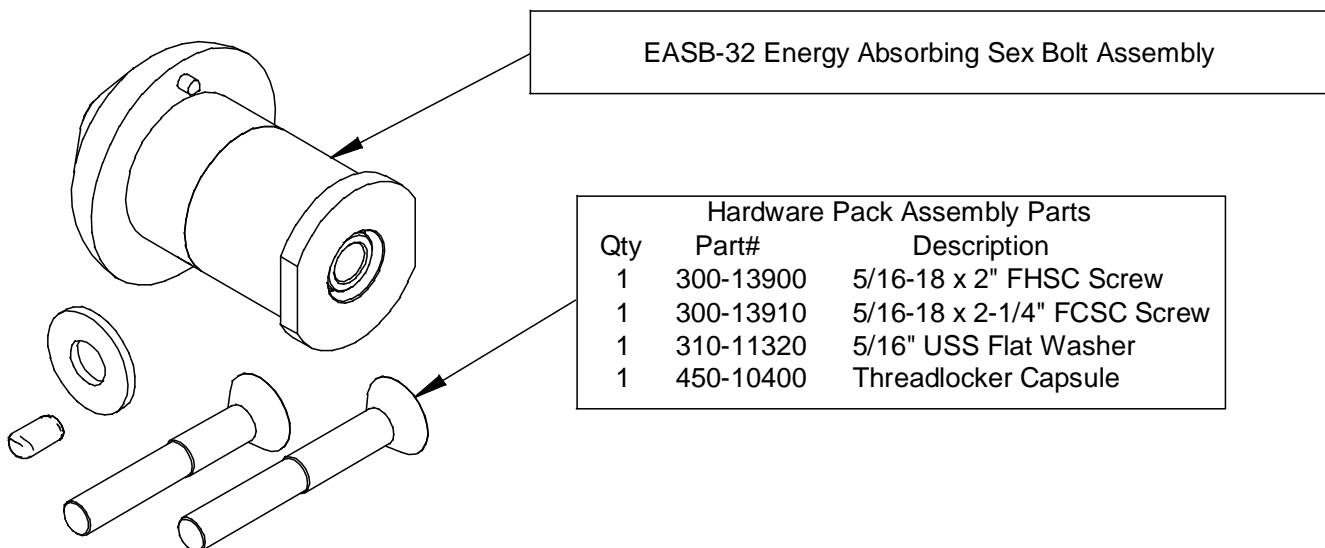 EASB-32 Energy Absorbing Sex Bolt Assembly
Hardware Pack Assembly Parts
Qty Part# Description
1 300-13900 5/16-18 x 2" FHSC Screw
1 300-13910 5/16-18 x 2-1/4" FCSC Screw
1 310-11320 5/16" USS Flat Washer
1 450-10400 Threadlocker Capsule